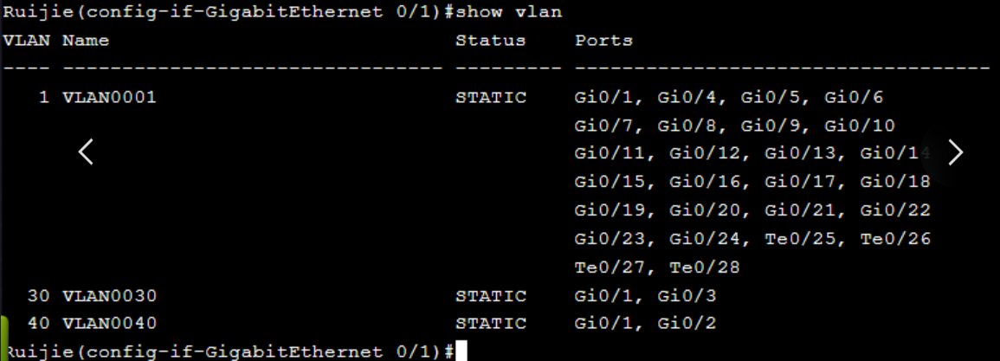 Ruijie(config-if-GigabitEthernet 0/1)#show vlan
VLAN Name                             Status    Ports
---- -------------------------------- --------- -----------------------------------
   1 VLAN0001                         STATIC    Gi0/1, Gi0/4, Gi0/5, Gi0/6
                                                Gi0/7, Gi0/8, Gi0/9, Gi0/10
                                                Gi0/11, Gi0/12, Gi0/13, Gi0/14
                                                Gi0/15, Gi0/16, Gi0/17, Gi0/18
                                                Gi0/19, Gi0/20, Gi0/21, Gi0/22
                                                Gi0/23, Gi0/24, Te0/25, Te0/26
                                                Te0/27, Te0/28
  30 VLAN0030                         STATIC    Gi0/1, Gi0/3
  40 VLAN0040                         STATIC    Gi0/1, Gi0/2
Ruijie(config-if-GigabitEthernet 0/1)#